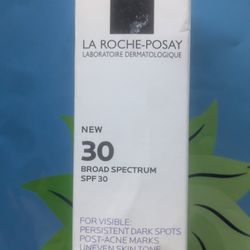 LA ROCHE-POSAY
LABORATOIRE DERMATOLOGIQUE
NEW
30
BROAD SPECTRUM
SPF 30
FOR VISIBLE:
PERSISTENT DARK SPOTS
POST-ACNE MARKS
UNEVEN SKIN TONE